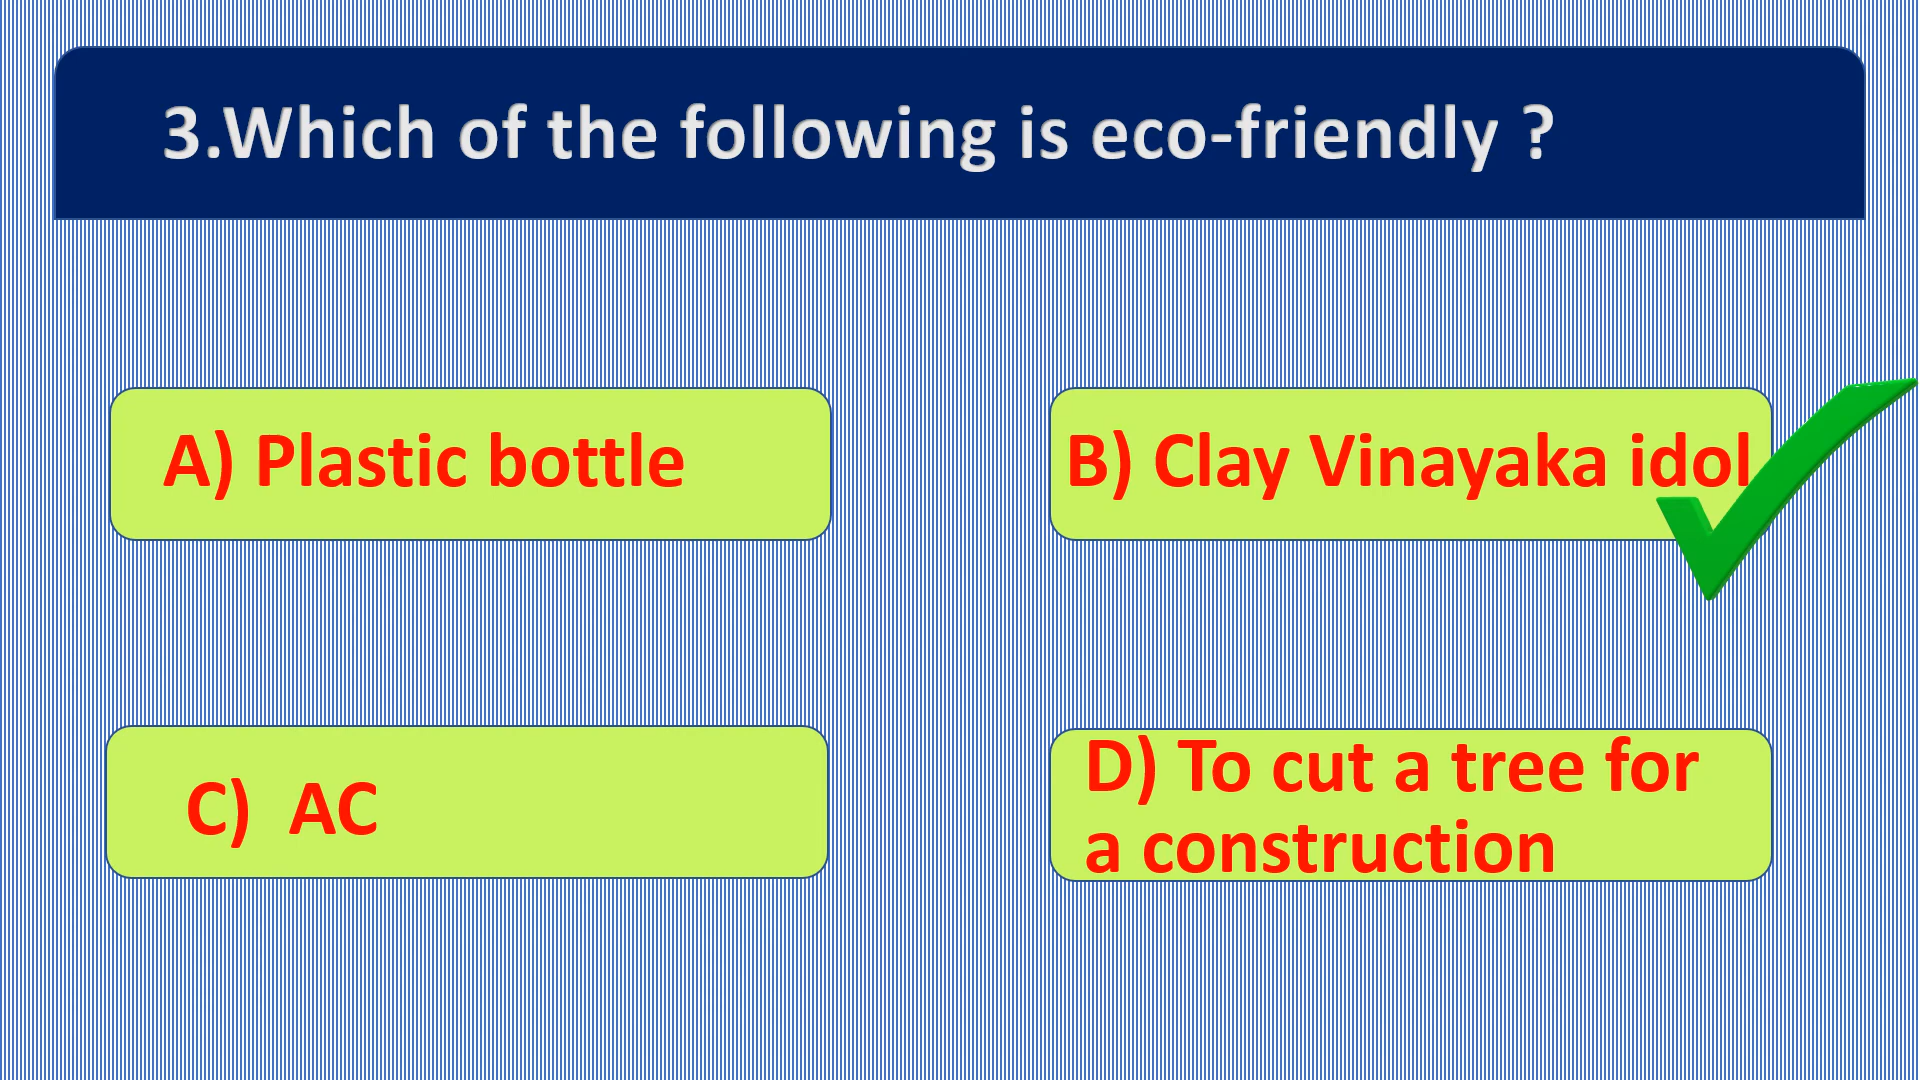 3.Which of the following is eco-friendly ?
A) Plastic bottle
B) Clay Vinayaka idol
C) AC
D) To cut a tree for
a construction